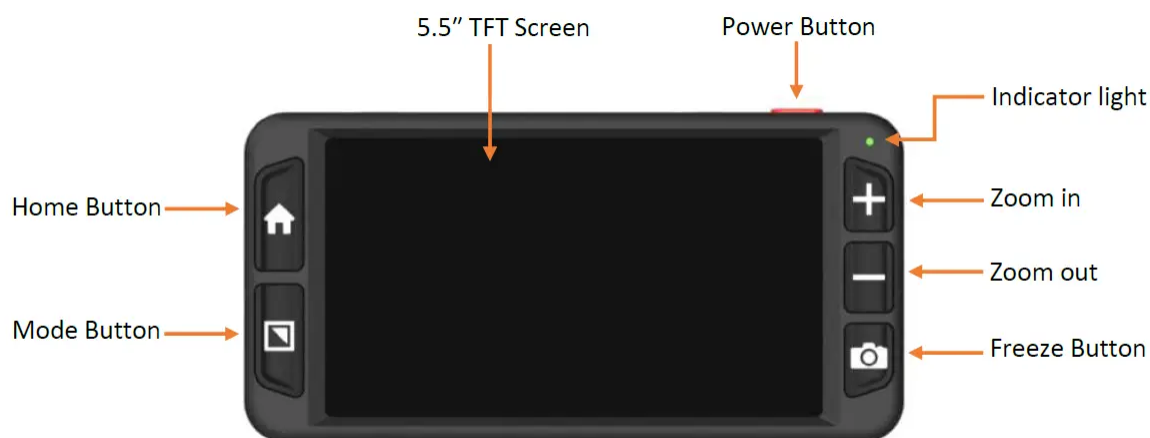 5.5” TFT Screen
Power Button
Indicator light
Home Button
Zoom in
Zoom out
Mode Button
Freeze Button